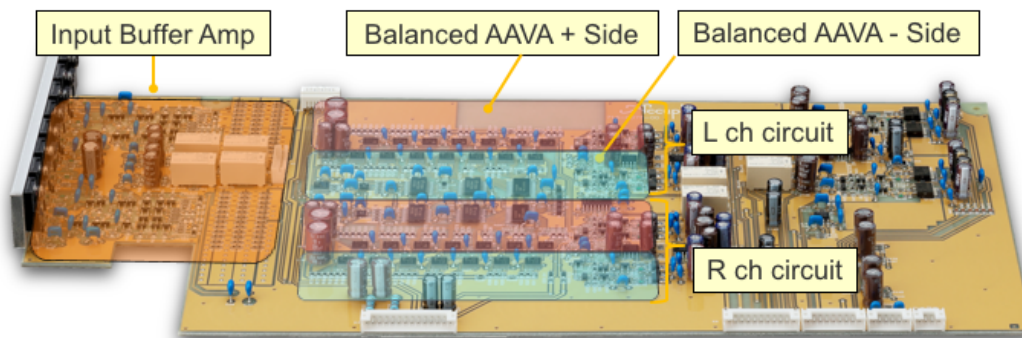 Input Buffer Amp
Balanced AAVA + Side
Balanced AAVA - Side
L ch circuit
R ch circuit